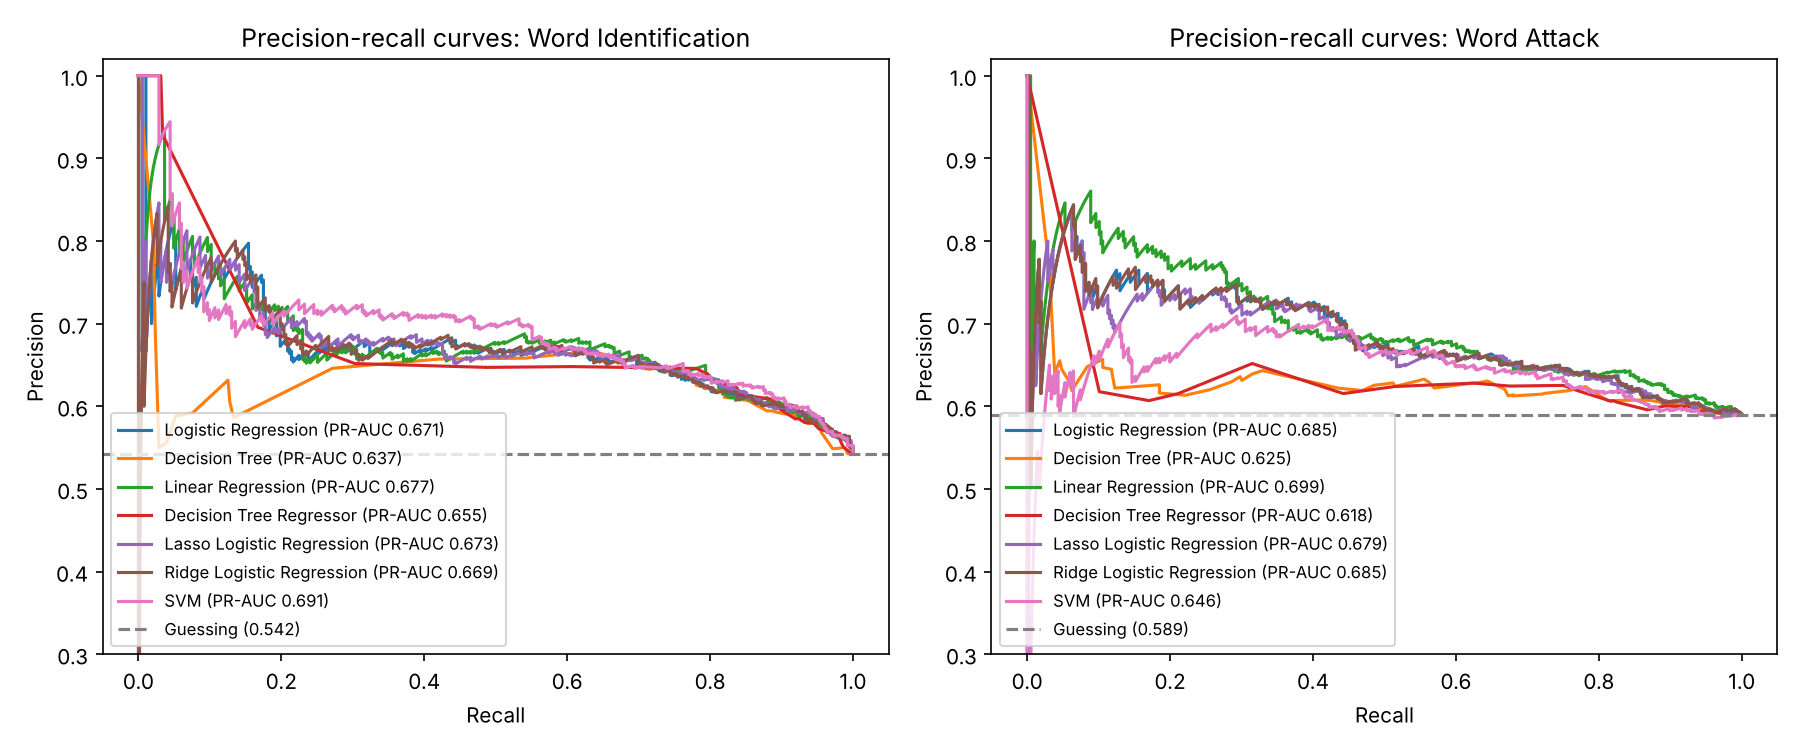 Precision-recall curves: Word Identification
Precision
1.0
0.9
0.8
0.7
0.6
0.5
0.4
0.3
Logistic Regression (PR-AUC 0.671)
Decision Tree (PR-AUC 0.637)
Linear Regression (PR-AUC 0.677)
Decision Tree Regressor (PR-AUC 0.655)
Lasso Logistic Regression (PR-AUC 0.673)
Ridge Logistic Regression (PR-AUC 0.669)
SVM (PR-AUC 0.691)
Guessing (0.542)
0.0 0.2 0.4 0.6 0.8 1.0
Recall
Precision-recall curves: Word Attack
Precision
1.0
0.9
0.8
0.7
0.6
0.5
0.4
0.3
Logistic Regression (PR-AUC 0.685)
Decision Tree (PR-AUC 0.625)
Linear Regression (PR-AUC 0.699)
Decision Tree Regressor (PR-AUC 0.618)
Lasso Logistic Regression (PR-AUC 0.679)
Ridge Logistic Regression (PR-AUC 0.685)
SVM (PR-AUC 0.646)
Guessing (0.589)
0.0 0.2 0.4 0.6 0.8 1.0
Recall